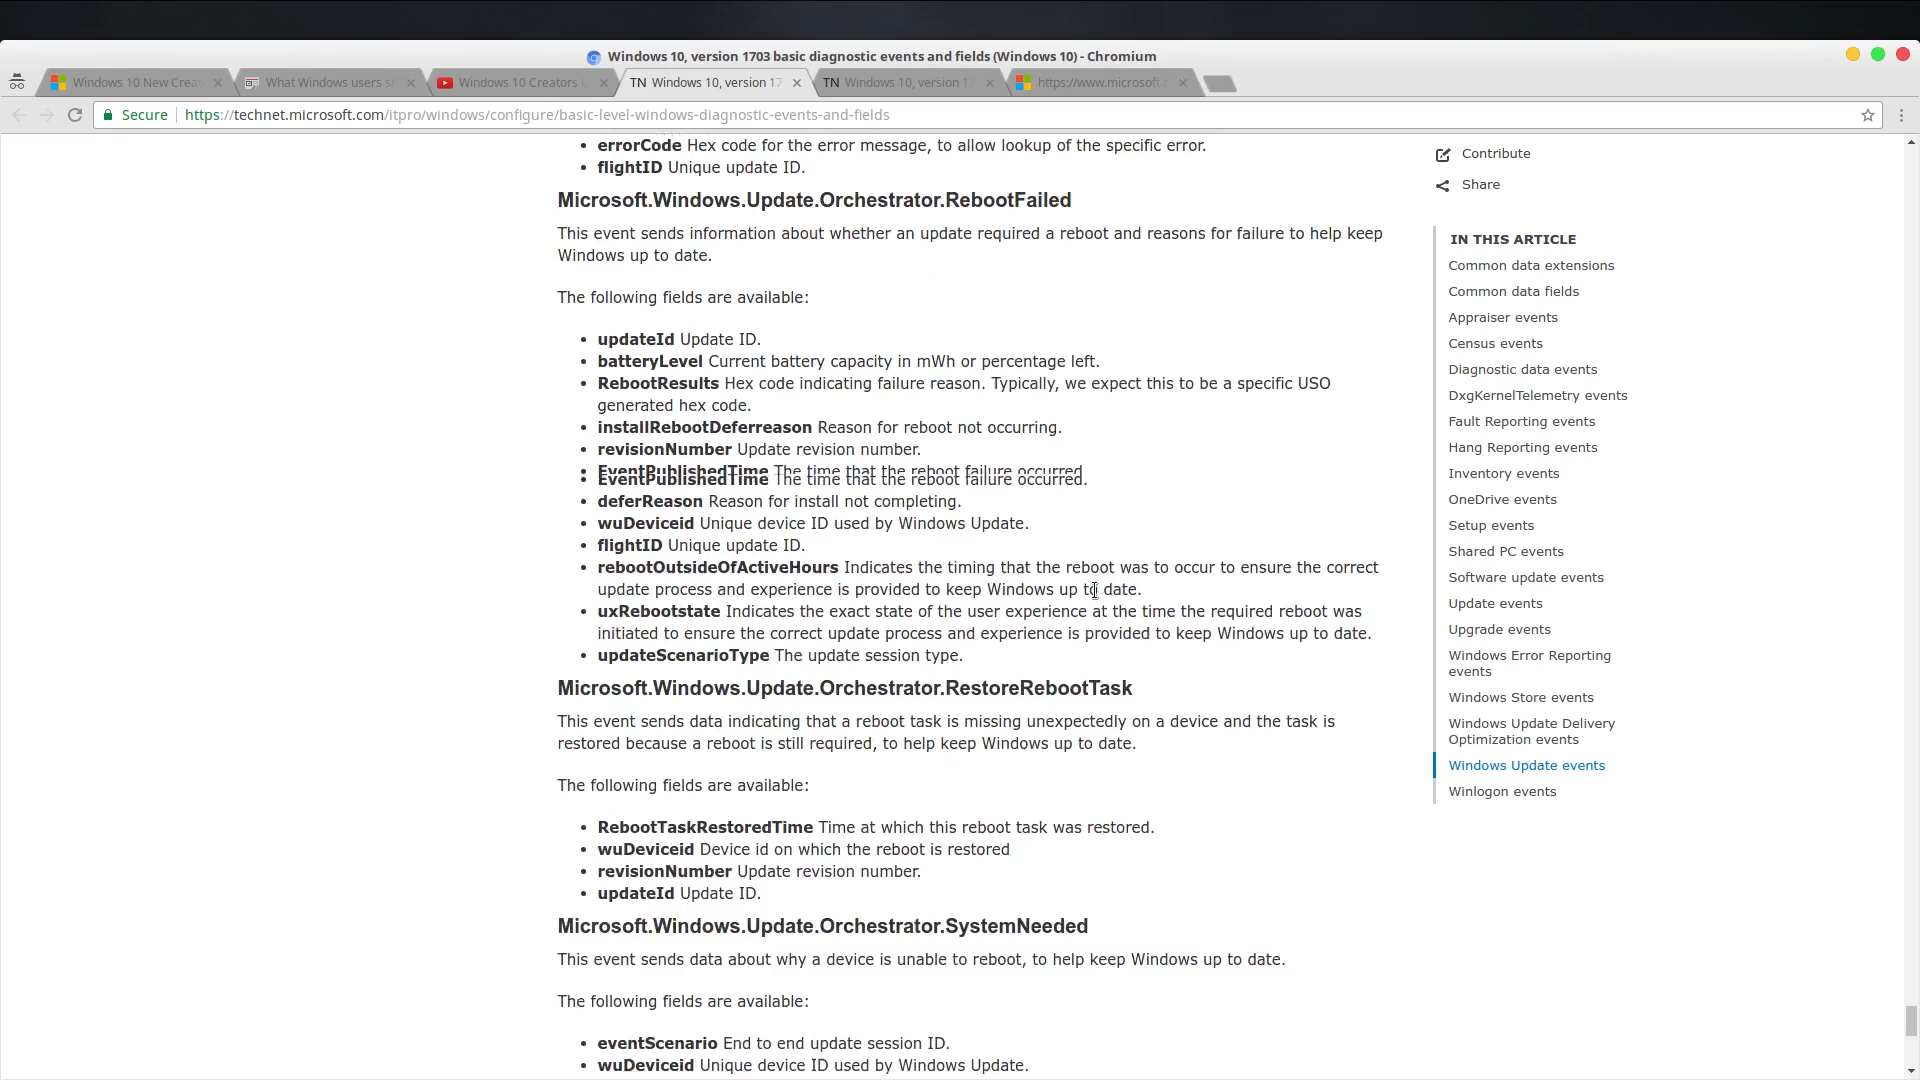 Windows 10, version 1703 basic diagnostic events and fields (Windows 10) - Chromium
Windows 10 New Crea
What Windows users s
Windows 10 Creators U
TN Windows 10, version 17
TN Windows 10, version 17
https://www.microsoft.c
Secure https://technet.microsoft.com/itpro/windows/configure/basic-level-windows-diagnostic-events-and-fields
• errorCode Hex code for the error message, to allow lookup of the specific error.
• flightID Unique update ID.
Microsoft.Windows.Update.Orchestrator.RebootFailed
This event sends information about whether an update required a reboot and reasons for failure to help keep
Windows up to date.
The following fields are available:
• updateId Update ID.
• batteryLevel Current battery capacity in mWh or percentage left.
• RebootResults Hex code indicating failure reason. Typically, we expect this to be a specific USO
generated hex code.
• installRebootDeferreason Reason for reboot not occurring.
• revisionNumber Update revision number.
• EventPublishedTime The time that the reboot failure occurred
• EventPublishedTime The time that the reboot failure occurred.
• deferReason Reason for install not completing.
• wuDeviceid Unique device ID used by Windows Update.
• flightID Unique update ID.
• rebootOutsideOfActiveHours Indicates the timing that the reboot was to occur to ensure the correct
update process and experience is provided to keep Windows up to date.
• uxRebootstate Indicates the exact state of the user experience at the time the required reboot was
initiated to ensure the correct update process and experience is provided to keep Windows up to date.
• updateScenarioType The update session type.
Microsoft.Windows.Update.Orchestrator.RestoreRebootTask
This event sends data indicating that a reboot task is missing unexpectedly on a device and the task is
restored because a reboot is still required, to help keep Windows up to date.
The following fields are available:
• RebootTaskRestoredTime Time at which this reboot task was restored.
• wuDeviceid Device id on which the reboot is restored
• revisionNumber Update revision number.
• updateId Update ID.
Microsoft.Windows.Update.Orchestrator.SystemNeeded
This event sends data about why a device is unable to reboot, to help keep Windows up to date.
The following fields are available:
• eventScenario End to end update session ID.
• wuDeviceid Unique device ID used by Windows Update.
Contribute
Share
IN THIS ARTICLE
Common data extensions
Common data fields
Appraiser events
Census events
Diagnostic data events
DxgKernelTelemetry events
Fault Reporting events
Hang Reporting events
Inventory events
OneDrive events
Setup events
Shared PC events
Software update events
Update events
Upgrade events
Windows Error Reporting
events
Windows Store events
Windows Update Delivery
Optimization events
Windows Update events
Winlogon events